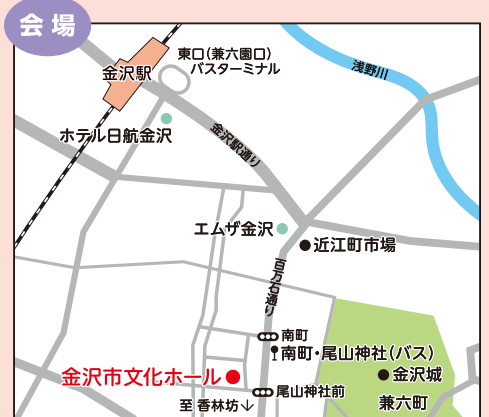 会場
東口(兼六園口)
バスターミナル
金沢駅
浅野川
ホテル日航金沢
金沢駅通り
エムザ金沢
近江町市場
百万石通り
南町
南町・尾山神社(バス)
金沢市文化ホール
金沢城
尾山神社前
兼六町
至 香林坊↓